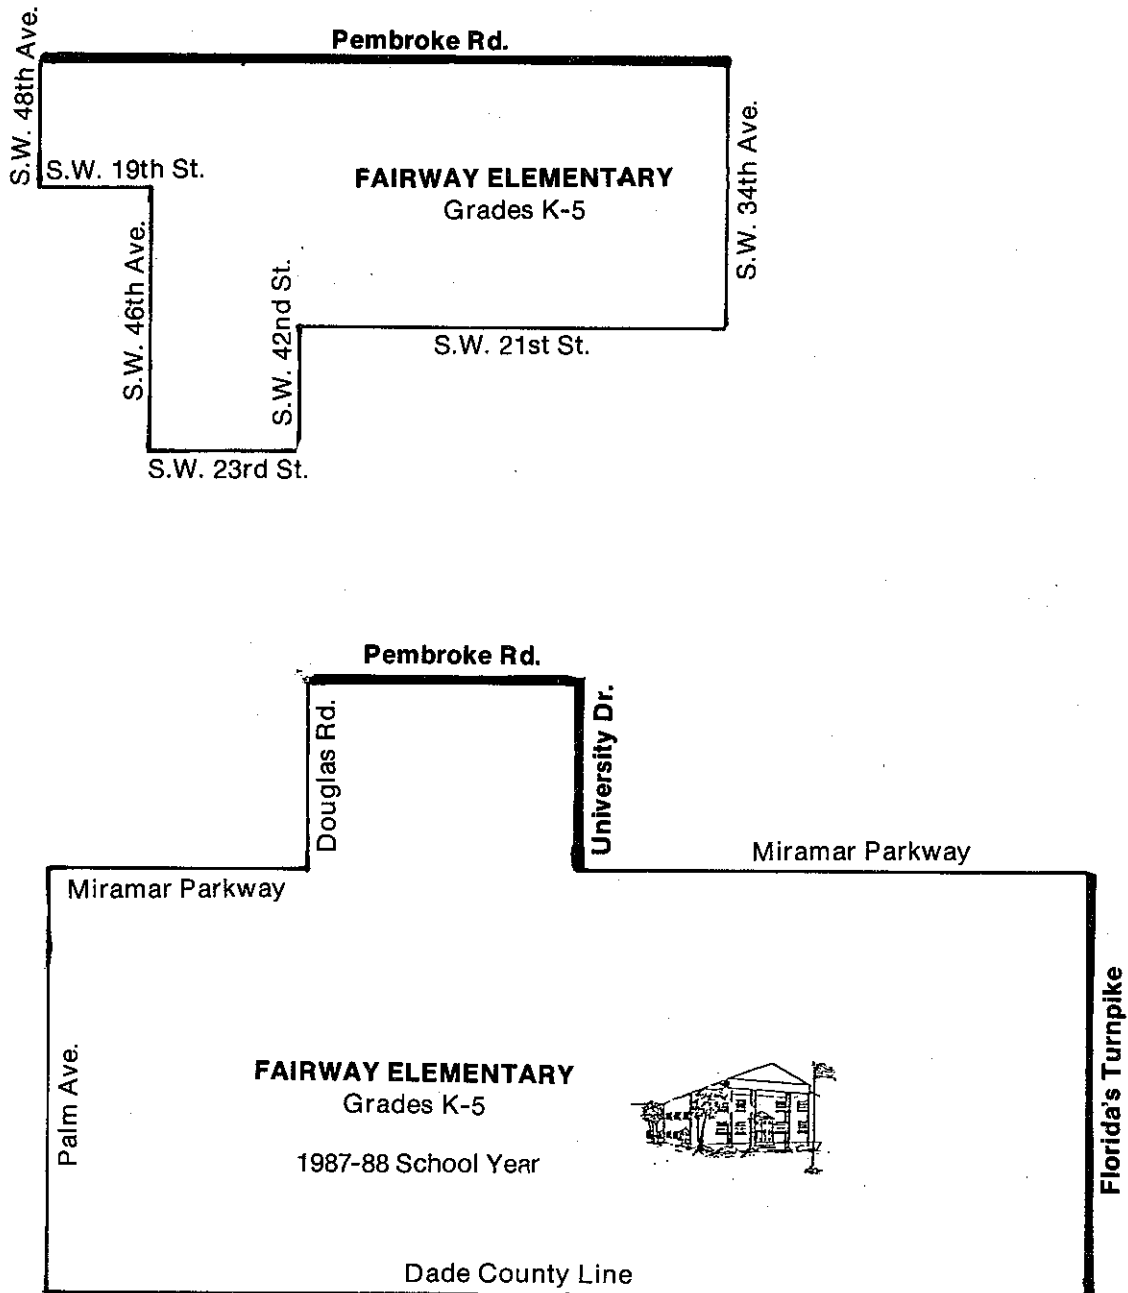 Pembroke Rd.
S.W. 48th Ave.
S.W. 19th St.
FAIRWAY ELEMENTARY
Grades K-5
S.W. 34th Ave.
S.W. 46th Ave.
S.W. 42nd St.
S.W. 21st St.
S.W. 23rd St.
Pembroke Rd.
Douglas Rd.
University Dr.
Miramar Parkway
Miramar Parkway
Palm Ave.
FAIRWAY ELEMENTARY
Grades K-5
1987-88 School Year
Florida's Turnpike
Dade County Line